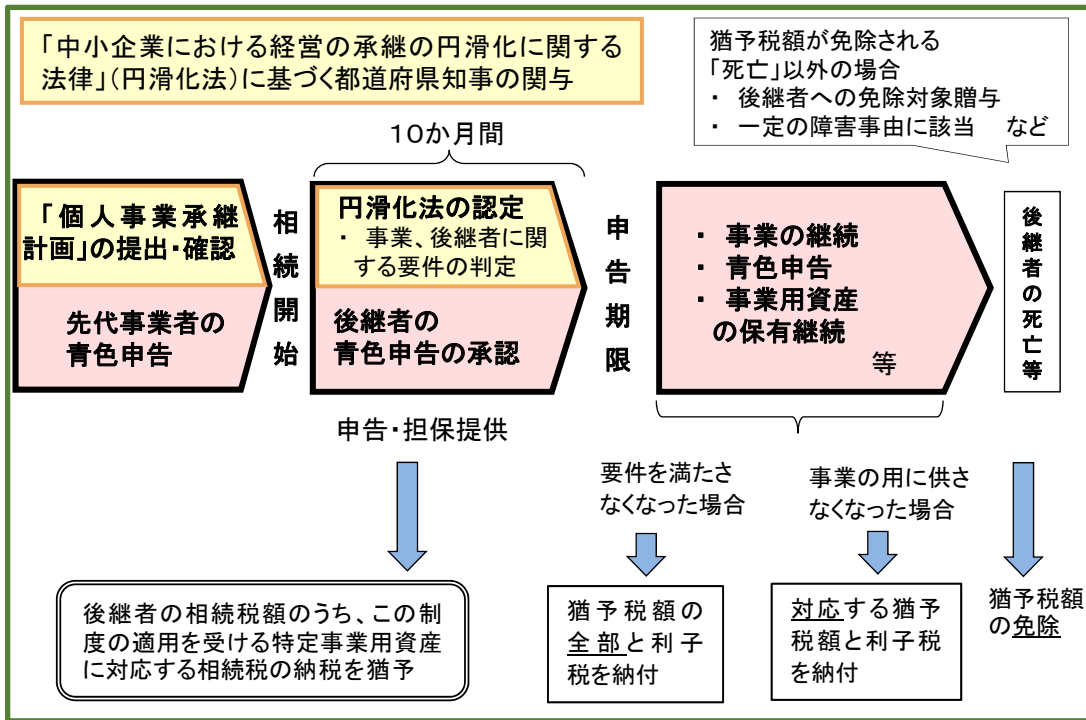 「中小企業における経営の承継の円滑化に関する
法律」(円滑化法)に基づく都道府県知事の関与
猶予税額が免除される
「死亡」以外の場合
・ 後継者への免除対象贈与
・ 一定の障害事由に該当 など
10か月間
「個人事業承継
計画」の提出・確認
先代事業者の
青色申告
相続開始
円滑化法の認定
・ 事業、後継者に関
する要件の判定
後継者の
青色申告の承認
申告期限
・ 事業の継続
・ 青色申告
・ 事業用資産
の保有継続
等
後継者の死亡等
申告・担保提供
要件を満たさ
なくなった場合
事業の用に供さ
なくなった場合
後継者の相続税額のうち、この制
度の適用を受ける特定事業用資産
に対応する相続税の納税を猶予
猶予税額の
全部と利子
税を納付
対応する猶予
税額と利子税
を納付
猶予税額
の免除